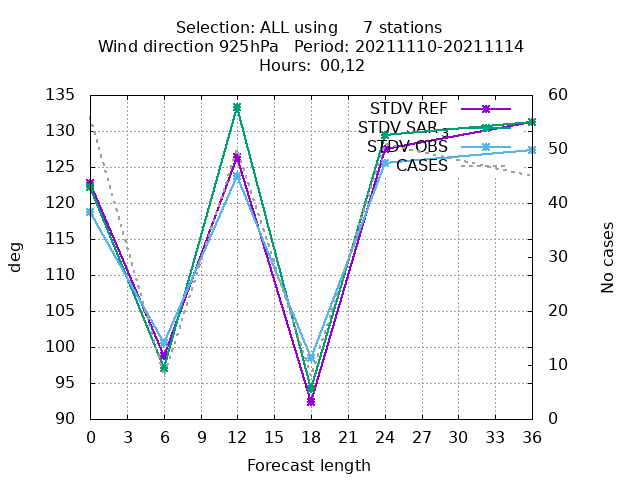 Selection: ALL using 7 stations
Wind direction 925hPa Period: 20211110-20211114
Hours: 00,12
135
130
125
120
115
110
105
100
95
90
60
50
40
30
20
10
0
STDV REF
STDV SAR 3
STDV OBS
CASES
deg
No cases
0 3 6 9 12 15 18 21 24 27 30 33 36
Forecast length